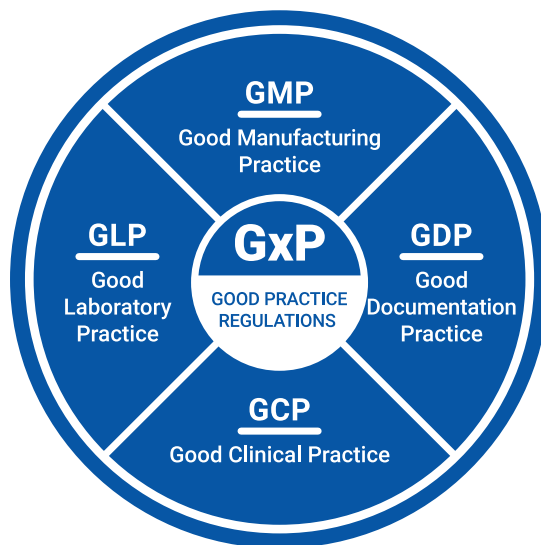 GMP
Good Manufacturing
Practice
GLP
Good
Laboratory
Practice
GxP
GOOD PRACTICE
REGULATIONS
GDP
Good
Documentation
Practice
GCP
Good Clinical Practice